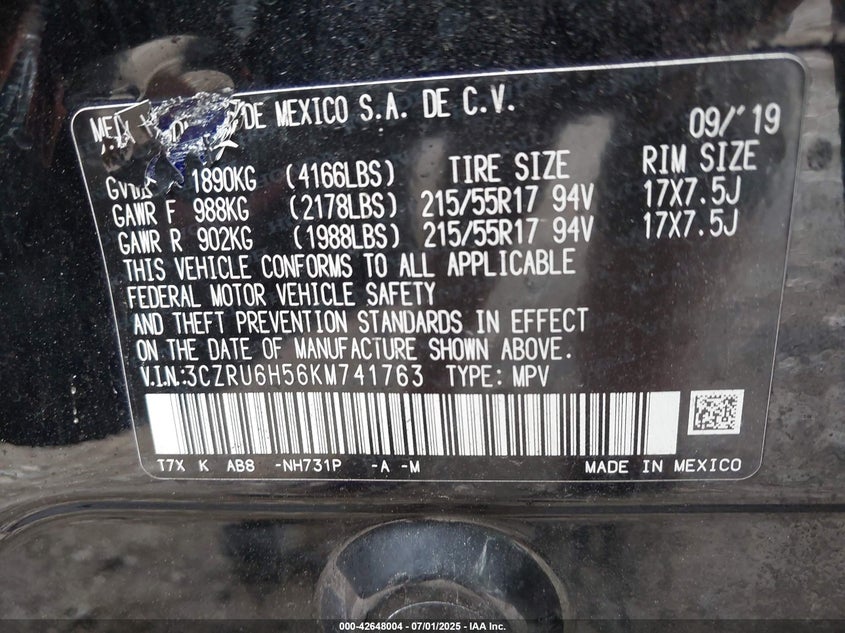 DE MEXICO S.A. DE C.V. 09/'19
1890KG (4166LBS) TIRE SIZE RIM SIZE
GAWR F 988KG (2178LBS) 215/55R17 94V 17X7.5J
GAWR R 902KG (1988LBS) 215/55R17 94V 17X7.5J
THIS VEHICLE CONFORMS TO ALL APPLICABLE
FEDERAL MOTOR VEHICLE SAFETY
AND THEFT PREVENTION STANDARDS IN EFFECT
ON THE DATE OF MANUFACTURE SHOWN ABOVE.
V.I.N.:3CZRU6H56KM741763 TYPE: MPV
T7X K AB8 -NH731P -A -M MADE IN MEXICO
000-42648004 | 07/01/2025 - IAA Inc.